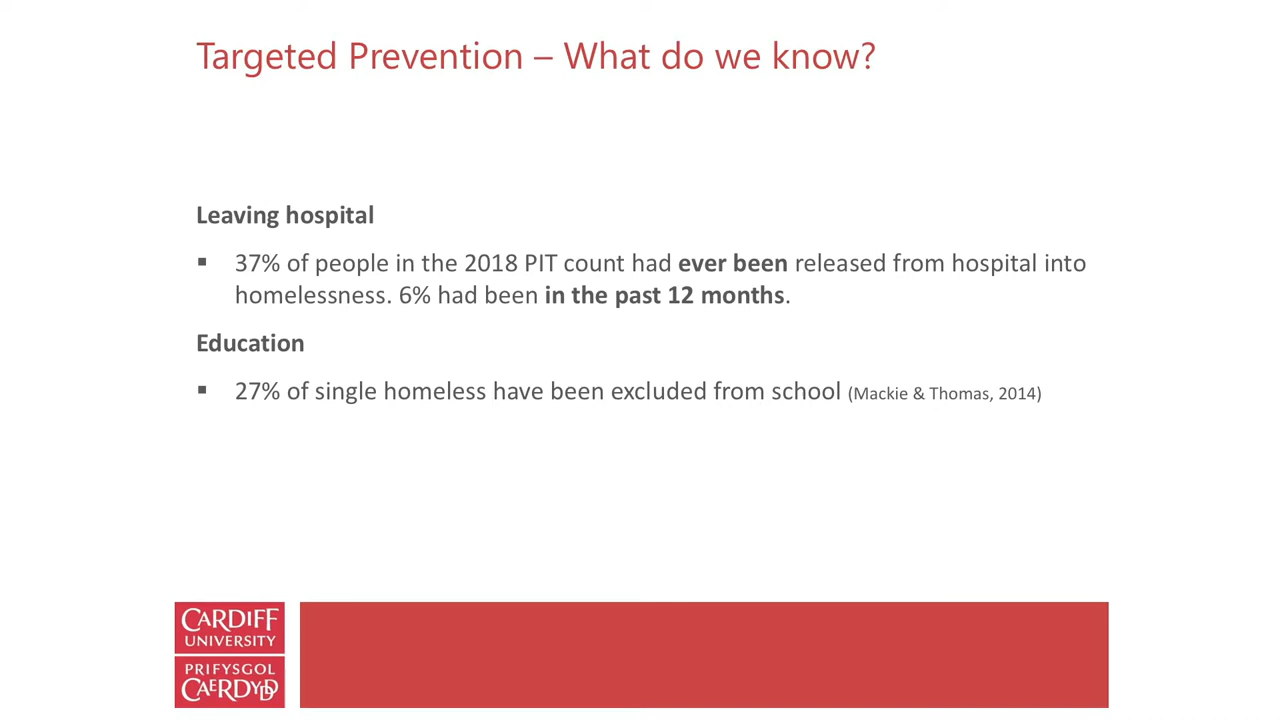 Targeted Prevention – What do we know?
Leaving hospital
▪ 37% of people in the 2018 PIT count had ever been released from hospital into
homelessness. 6% had been in the past 12 months.
Education
▪ 27% of single homeless have been excluded from school (Mackie & Thomas, 2014)
CARDIFF
UNIVERSITY
PRIFYSGOL
CAERDYDD